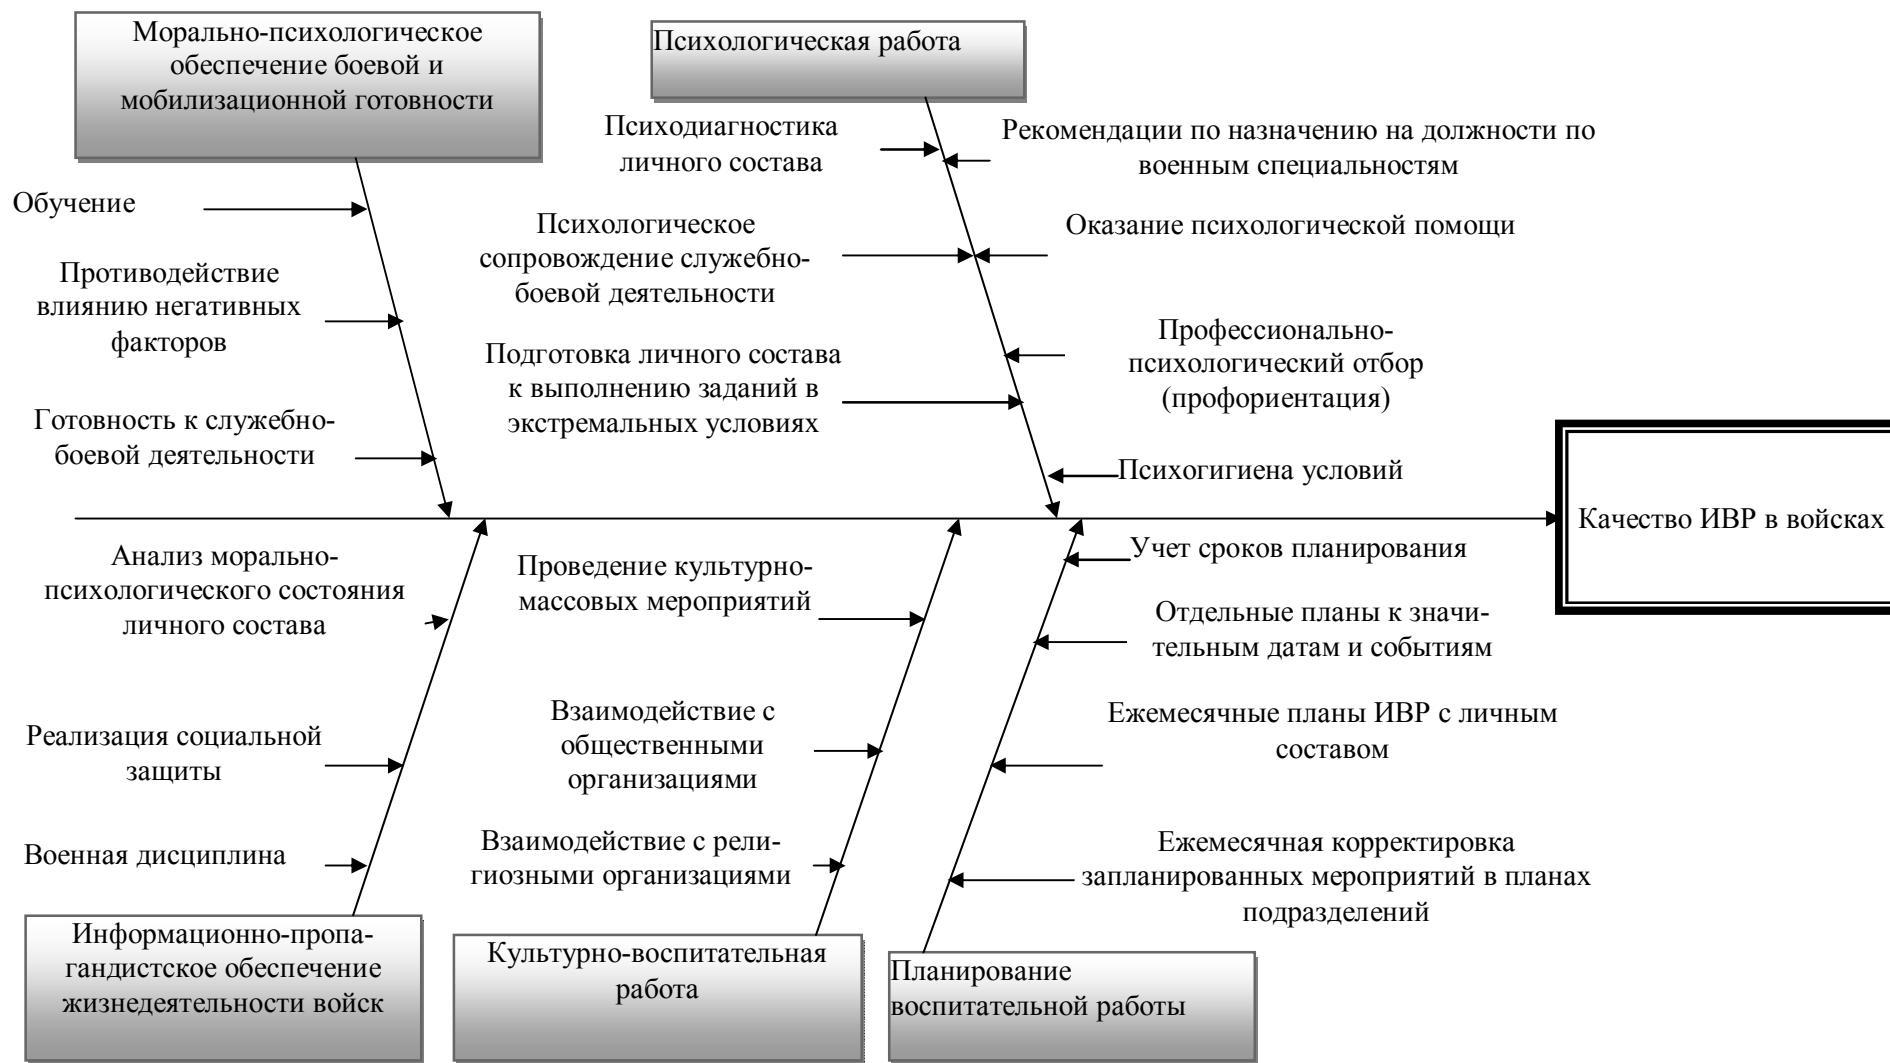 Морально-психологическое
обеспечение боевой и
мобилизационной готовности
Психологическая работа
Обучение
Противодействие
влиянию негативных
факторов
Готовность к служебно-
боевой деятельности
Психодиагностика
личного состава
Психологическое
сопровождение служебно-
боевой деятельности
Подготовка личного состава
к выполнению заданий в
экстремальных условиях
Рекомендации по назначению на должности по
военным специальностям
Оказание психологической помощи
Профессионально-
психологический отбор
(профориентация)
Психогигиена условий
Качество ИВР в войсках
Анализ морально-
психологического состояния
личного состава
Реализация социальной
защиты
Военная дисциплина
Проведение культурно-
массовых мероприятий
Взаимодействие с
общественными
организациями
Взаимодействие с рели-
гиозными организациями
Учет сроков планирования
Отдельные планы к значи-
тельным датам и событиям
Ежемесячные планы ИВР с личным
составом
Ежемесячная корректировка
запланированных мероприятий в планах
подразделений
Информационно-пропа-
гандистское обеспечение
жизнедеятельности войск
Культурно-воспитательная
работа
Планирование
воспитательной работы